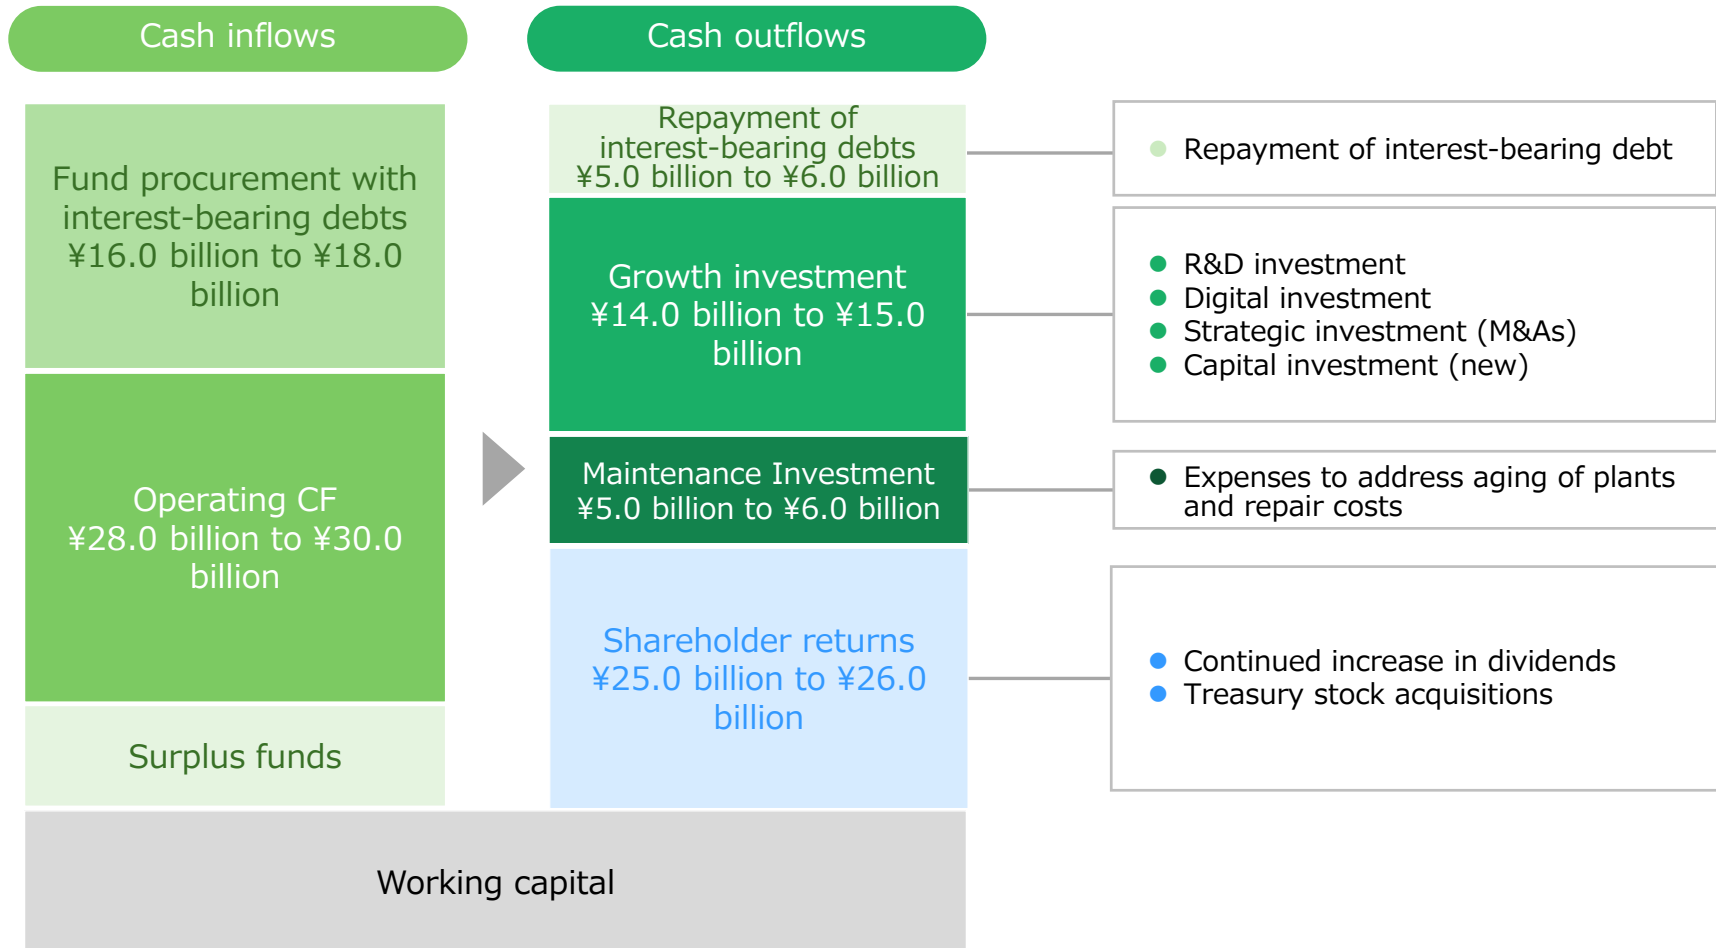 Cash inflows
Cash outflows
Fund procurement with
interest-bearing debts
¥16.0 billion to ¥18.0
billion
Operating CF
¥28.0 billion to ¥30.0
billion
Surplus funds
Repayment of
interest-bearing debts
¥5.0 billion to ¥6.0 billion
Growth investment
¥14.0 billion to ¥15.0
billion
Maintenance Investment
¥5.0 billion to ¥6.0 billion
Shareholder returns
¥25.0 billion to ¥26.0
billion
Working capital
Repayment of interest-bearing debt
R&D investment
Digital investment
Strategic investment (M&As)
Capital investment (new)
Expenses to address aging of plants
and repair costs
Continued increase in dividends
Treasury stock acquisitions